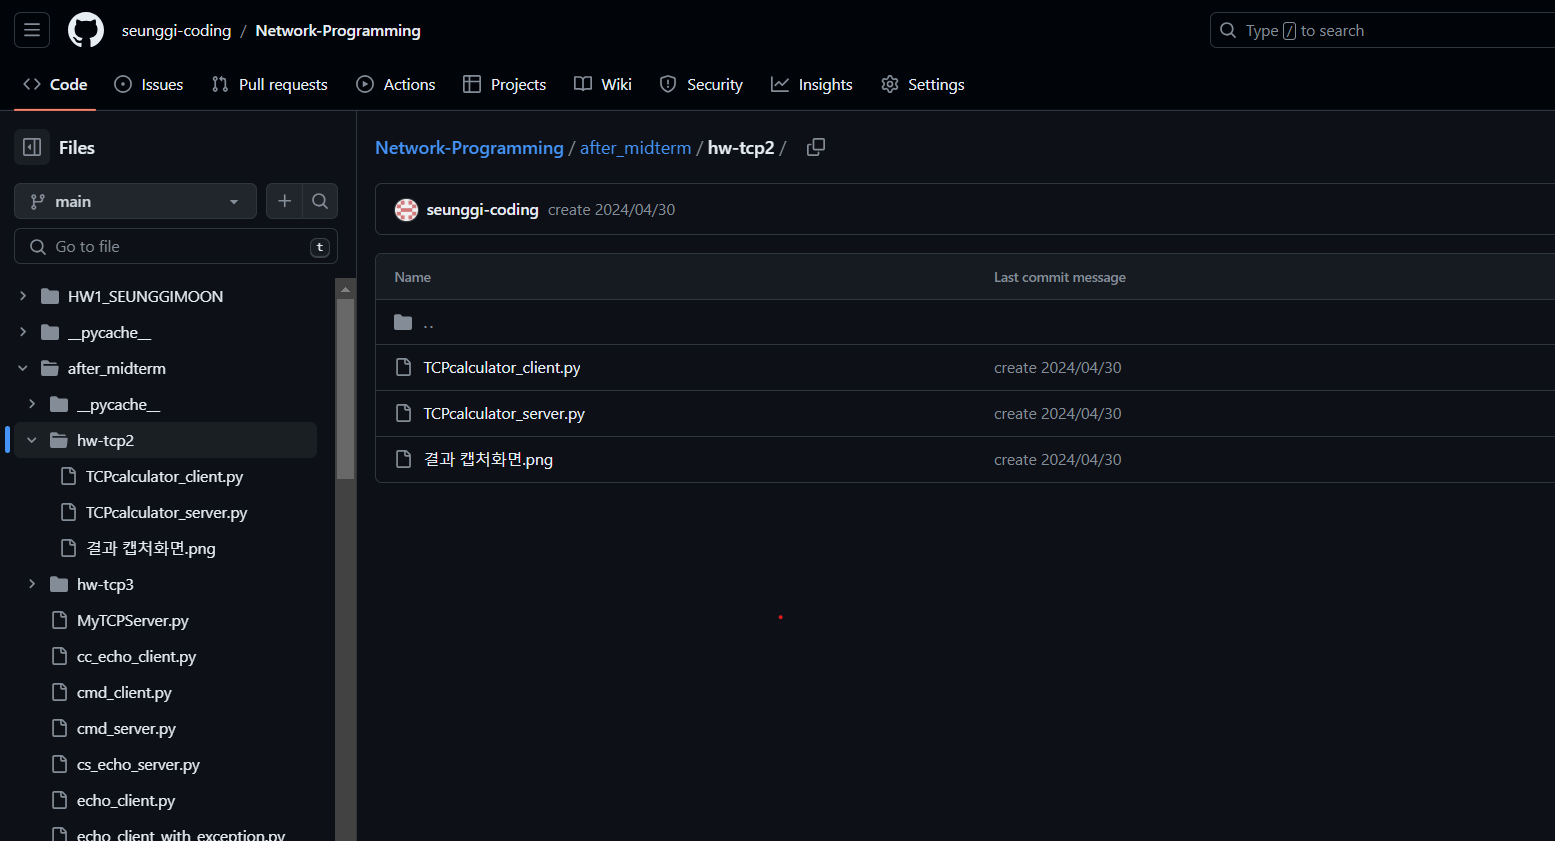 seunggi-coding / Network-Programming
Type / to search
Code Issues Pull requests Actions Projects Wiki Security Insights Settings
Files
main
Go to file t
HW1_SEUNGGIMOON
__pycache__
after_midterm
__pycache__
hw-tcp2
TCPcalculator_client.py
TCPcalculator_server.py
결과 캡처화면.png
hw-tcp3
MyTCPServer.py
cc_echo_client.py
cmd_client.py
cmd_server.py
cs_echo_server.py
echo_client.py
echo_client_with_exception.py
Network-Programming / after_midterm / hw-tcp2 /
seunggi-coding create 2024/04/30
Name Last commit message
..
TCPcalculator_client.py create 2024/04/30
TCPcalculator_server.py create 2024/04/30
결과 캡처화면.png create 2024/04/30